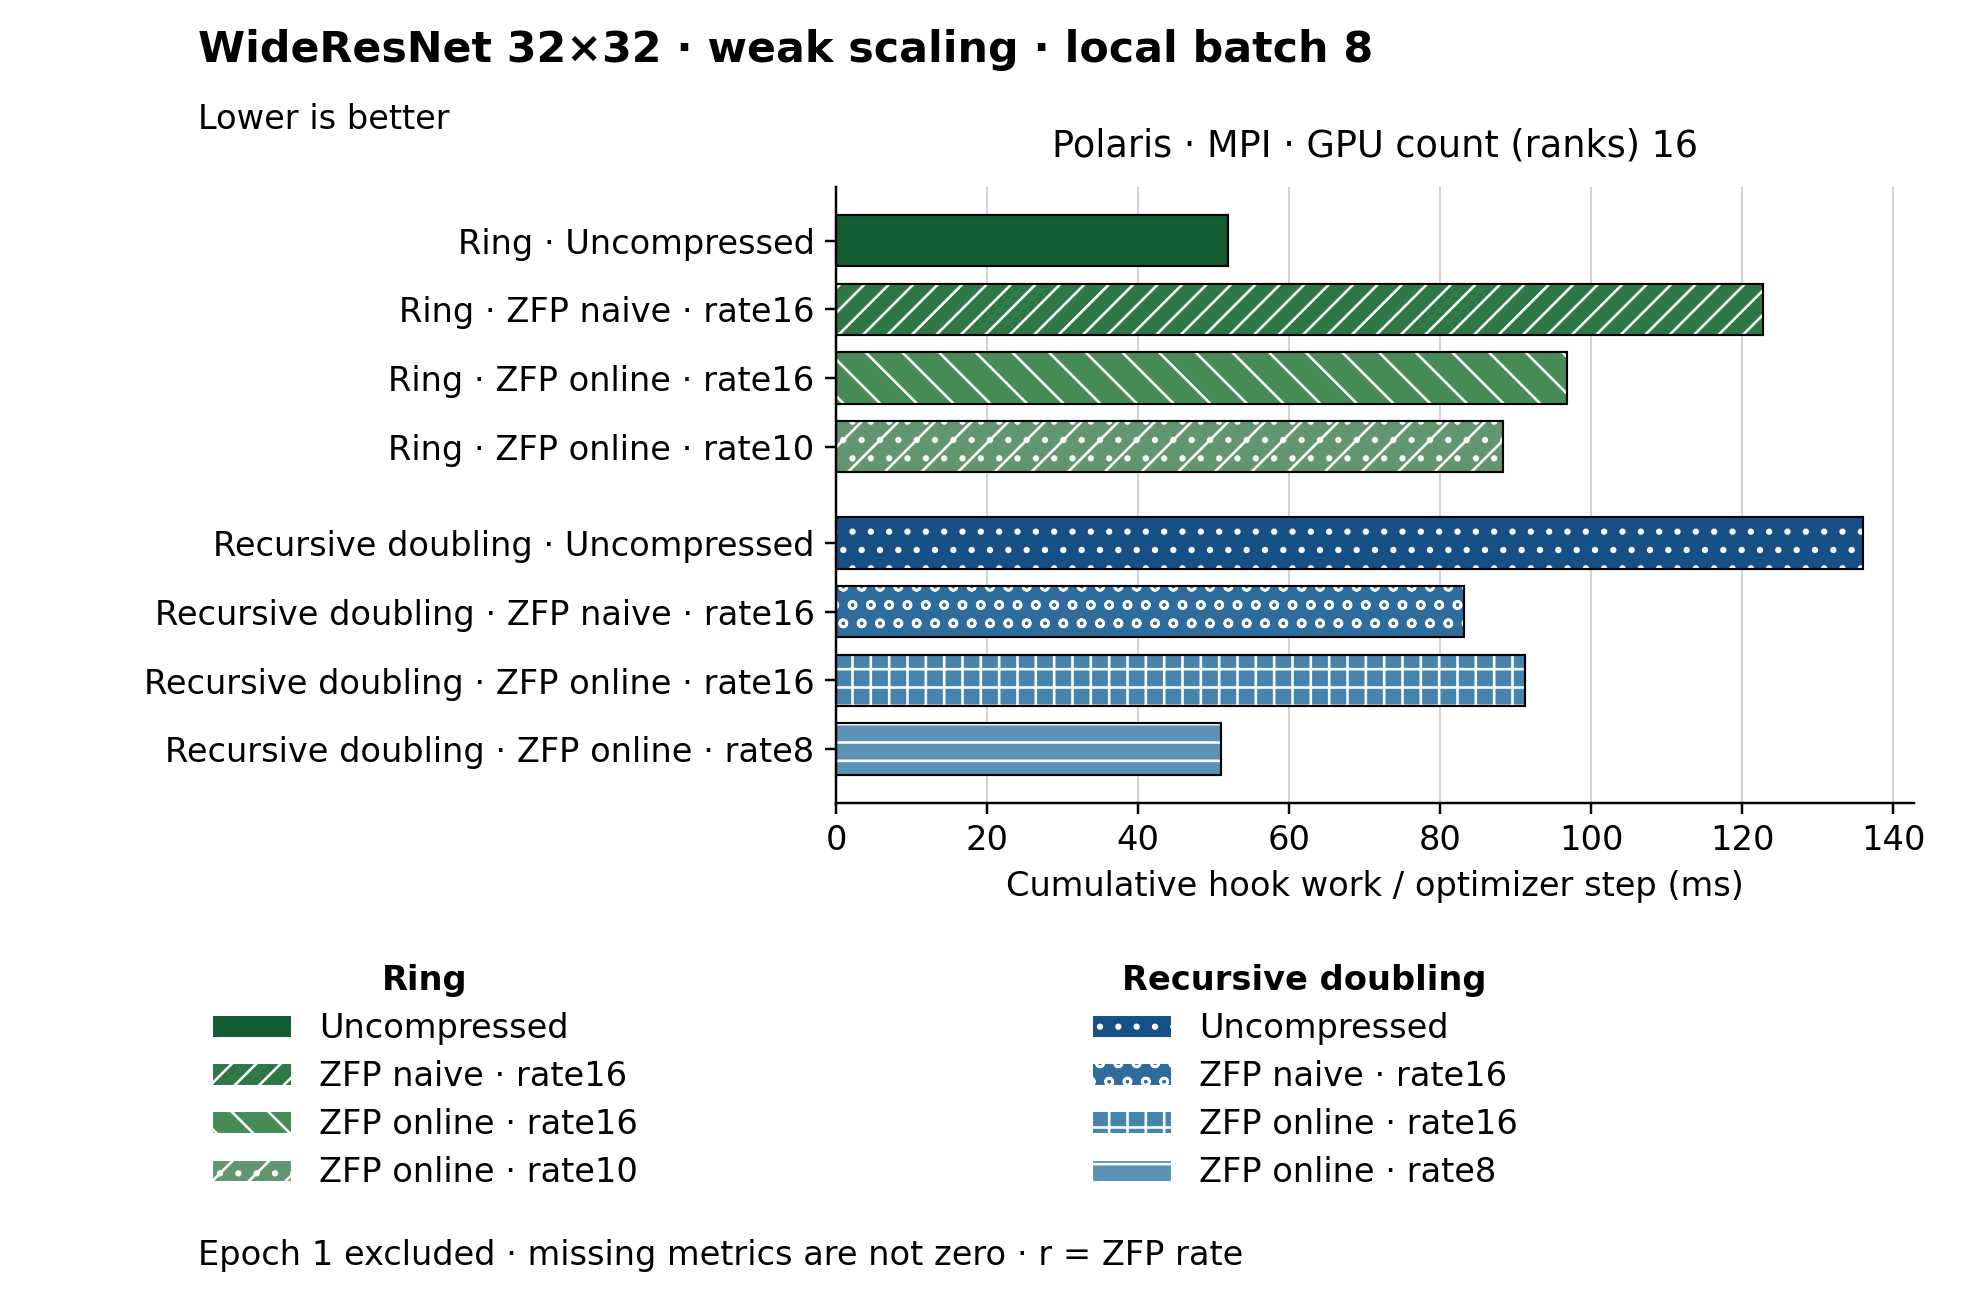 WideResNet 32×32 · weak scaling · local batch 8
Lower is better
Polaris · MPI · GPU count (ranks) 16
Ring · Uncompressed
Ring · ZFP naive · rate16
Ring · ZFP online · rate16
Ring · ZFP online · rate10
Recursive doubling · Uncompressed
Recursive doubling · ZFP naive · rate16
Recursive doubling · ZFP online · rate16
Recursive doubling · ZFP online · rate8
0 20 40 60 80 100 120 140
Cumulative hook work / optimizer step (ms)
Ring
Uncompressed
ZFP naive · rate16
ZFP online · rate16
ZFP online · rate10
Recursive doubling
Uncompressed
ZFP naive · rate16
ZFP online · rate16
ZFP online · rate8
Epoch 1 excluded · missing metrics are not zero · r = ZFP rate